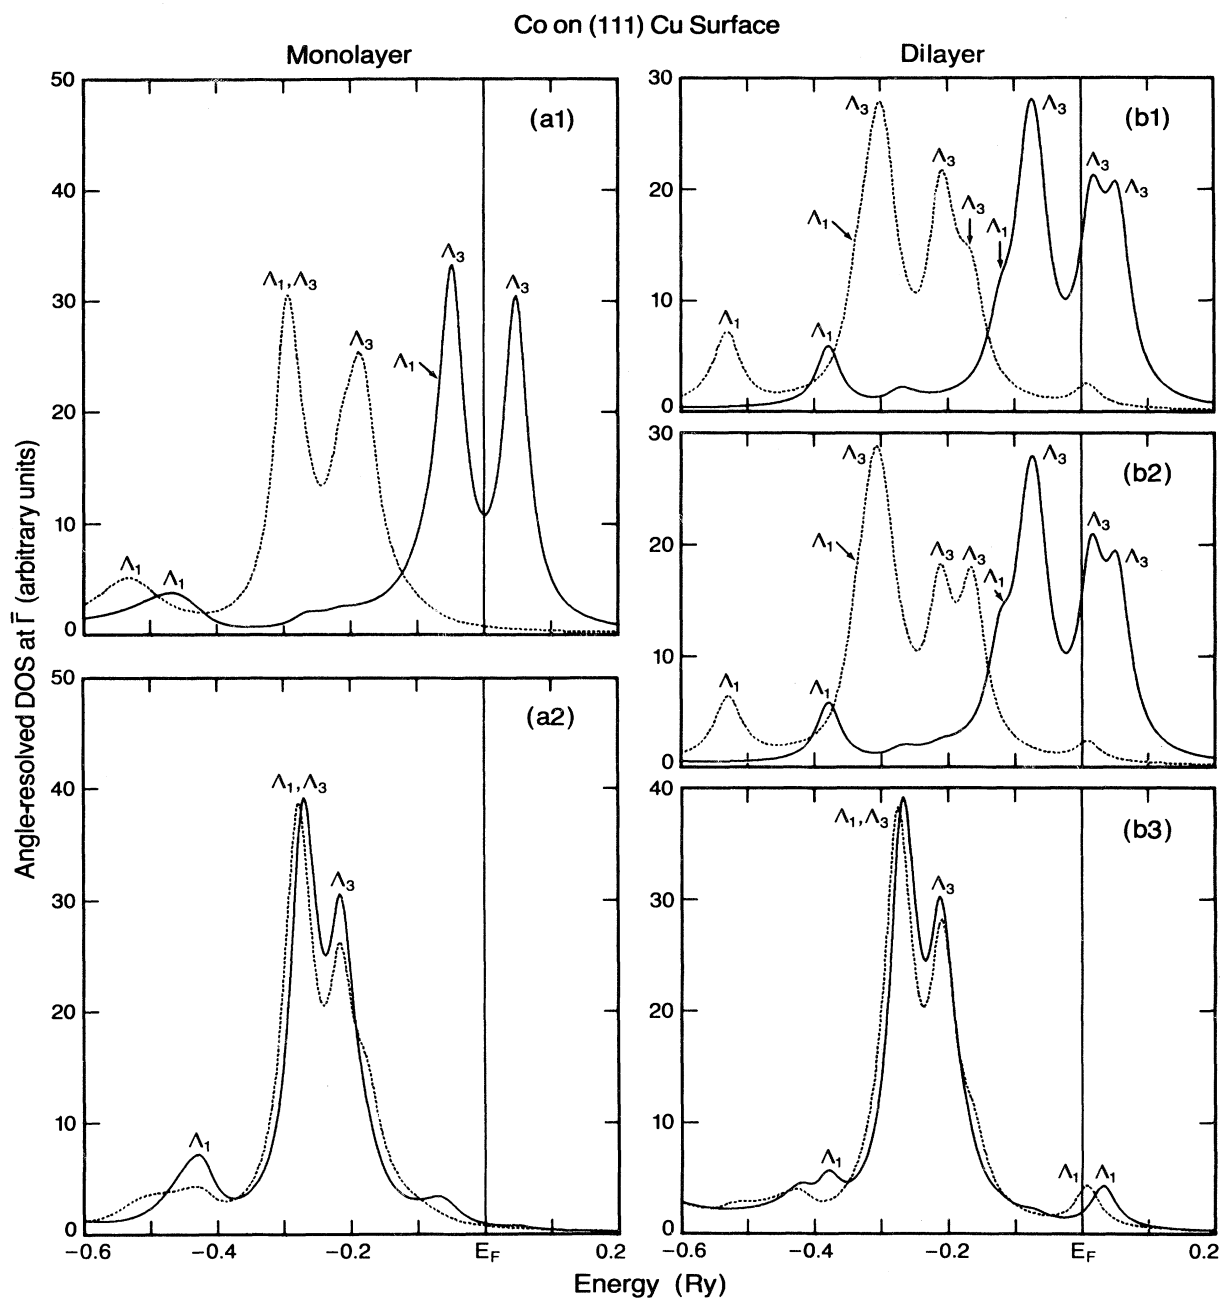 Co on (111) Cu Surface
Monolayer
Dilayer
50
40
30
20
10
0
(a1)
Λ1, Λ3
Λ3
Λ3
Λ3
Λ1
Λ1
Λ1
50
40
30
20
10
0
(a2)
Λ1, Λ3
Λ3
Λ1
−0.6
−0.4
−0.2
EF
0.2
30
20
10
0
(b1)
Λ3
Λ3
Λ3
Λ3
Λ3
Λ3
Λ1
Λ1
Λ1
Λ1
30
20
10
0
(b2)
Λ3
Λ3
Λ3
Λ3
Λ3
Λ3
Λ1
Λ1
Λ1
Λ1
40
30
20
10
0
(b3)
Λ1, Λ3
Λ3
Λ1
Λ1
Λ1
−0.6
−0.4
−0.2
EF
0.2
Angle-resolved DOS at Γ̅ (arbitrary units)
Energy (Ry)